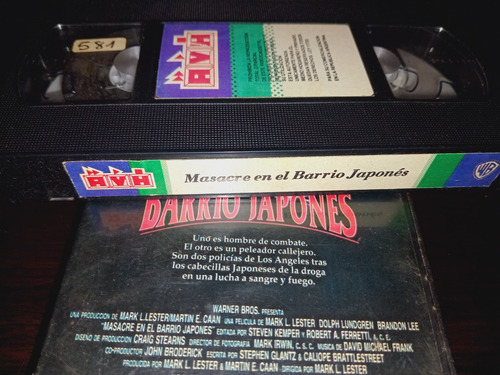 581
AVH
AVH
Masacre en el Barrio Japonés
WB
BARRIO JAPONES
Uno es hombre de combate.
El otro es un peleador callejero.
Son dos policías de Los Angeles tras
los cabecillas Japoneses de la droga
en una lucha a sangre y fuego.
WARNER BROS. PRESENTA
UNA PRODUCCION DE MARK L. LESTER/MARTIN E. CAAN UNA PELICULA DE MARK L. LESTER DOLPH LUNDGREN BRANDON LEE
"MASACRE EN EL BARRIO JAPONES" EDITADA POR STEVEN KEMPER Y ROBERT A. FERRETTI, A.C.E.
DISEÑO DE PRODUCCION CRAIG STEARNS DIRECTOR DE FOTOGRAFIA MARK IRWIN, C.S.C. MUSICA DE DAVID MICHAEL FRANK
CO-PRODUCTOR JOHN BRODERICK ESCRITA POR STEPHEN GLANTZ & CALIOPE BRATTLESTREET
PRODUCIDA POR MARK L. LESTER & MARTIN E. CAAN DIRIGIDA POR MARK L. LESTER